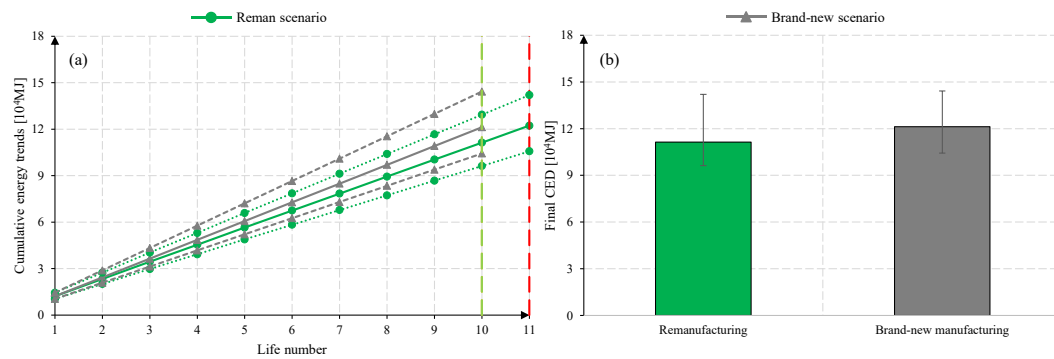 Reman scenario
Brand-new scenario
(a)
Cumulative energy trends [10⁴MJ]
18
15
12
9
6
3
0
1 2 3 4 5 6 7 8 9 10 11
Life number
(b)
Final CED [10⁴MJ]
18
15
12
9
6
3
0
Remanufacturing
Brand-new manufacturing